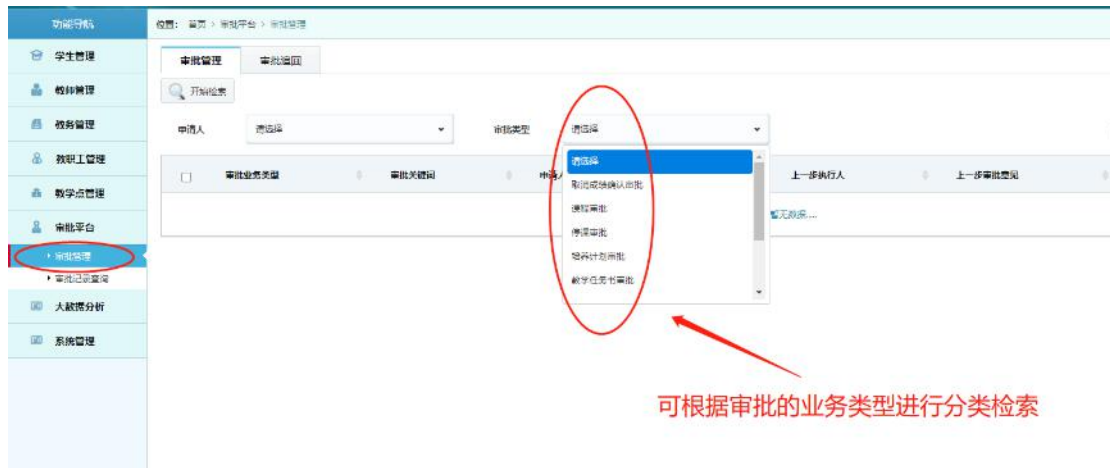 功能导航
位置： 首页 > 审批平台 > 审批管理
学生管理
教师管理
教务管理
教职工管理
教学点管理
审批平台
审批管理
审批记录查询
大数据分析
系统管理
审批管理 审批追回
开始检索
申请人 请选择 审批类型 请选择
审批业务类型 审批关键词 申请人 上一步执行人 上一步审批意见
请选择
取消成绩确认审批
课程审批
停课审批
培养计划审批
教学任务书审批
暂无数据....
可根据审批的业务类型进行分类检索